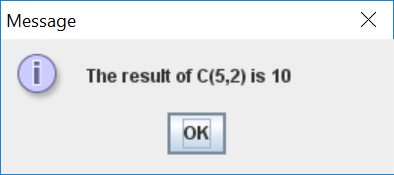 Message
The result of C(5,2) is 10
OK